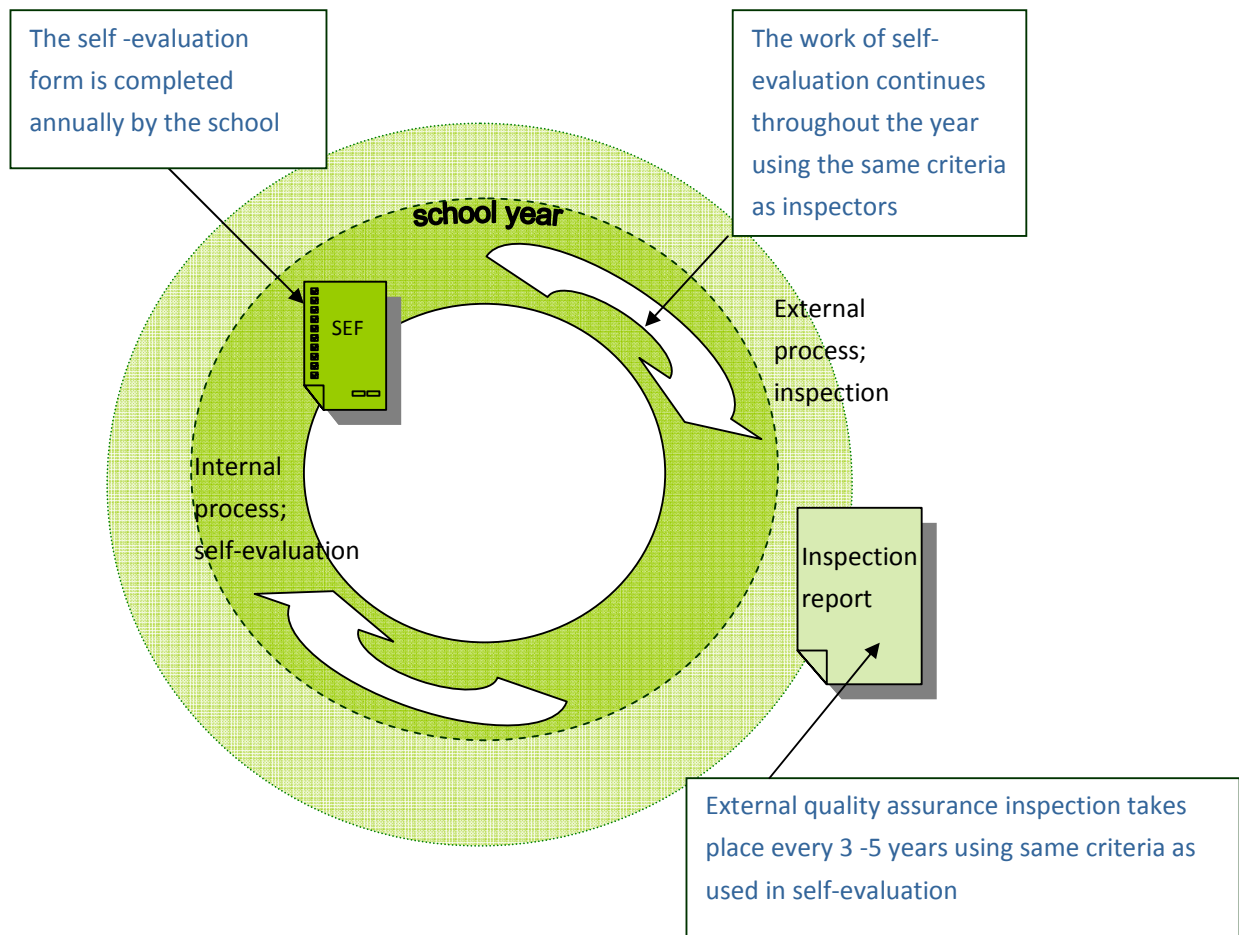 The self -evaluation
form is completed
annually by the school
The work of self-
evaluation continues
throughout the year
using the same criteria
as inspectors
school year
SEF
External
process;
inspection
Internal
process;
self-evaluation
Inspection
report
External quality assurance inspection takes
place every 3 -5 years using same criteria as
used in self-evaluation